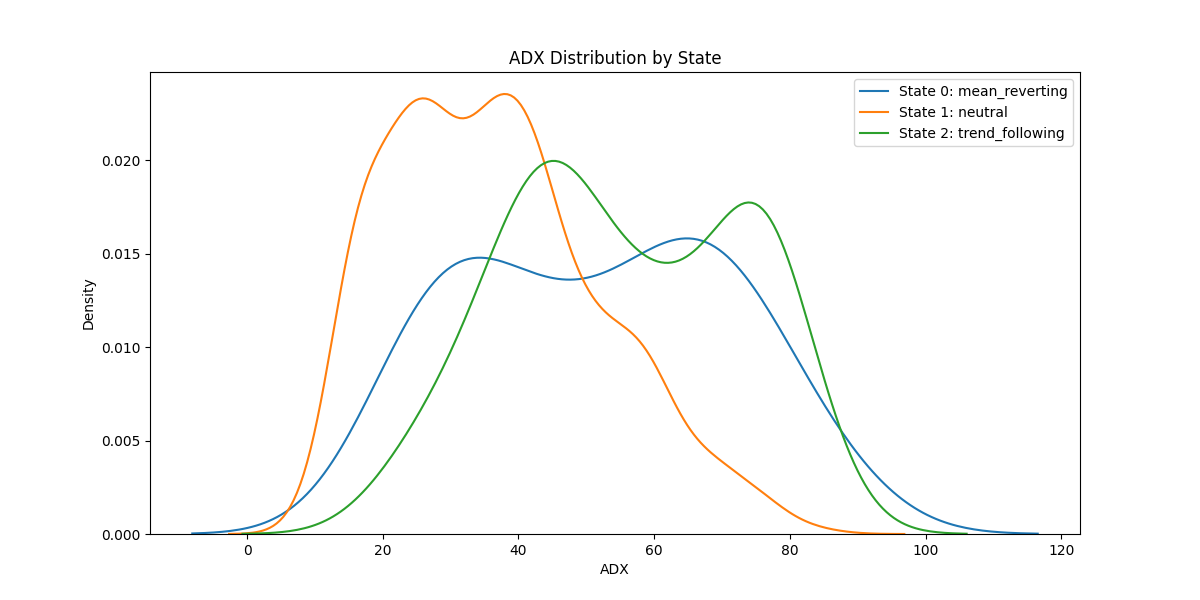 ADX Distribution by State
State 0: mean_reverting
State 1: neutral
State 2: trend_following
Density
0.020
0.015
0.010
0.005
0.000
0 20 40 60 80 100 120
ADX